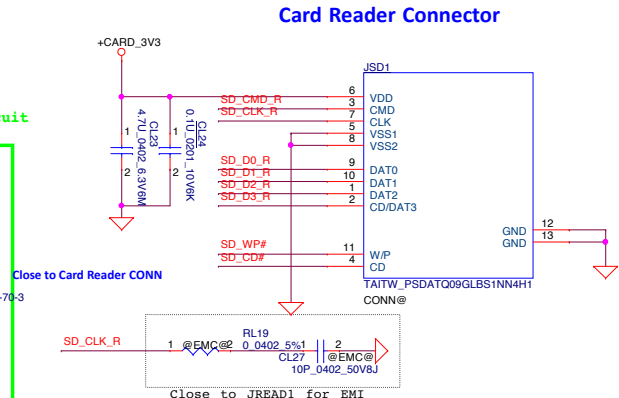 Card Reader Connector
+CARD_3V3
JSD1
uit
SD_CMD_R
SD_CLK_R
6 VDD
3 CMD
7 CLK
5 VSS1
8 VSS2
1
2
CL23
4.7U_0402_6.3V6M
1
2
CL24
0.1U_0201_10V6K
SD_D0_R 9 DAT0
SD_D1_R 10 DAT1
SD_D2_R 1 DAT2
SD_D3_R 2 CD/DAT3
GND 12
GND 13
SD_WP# 11 W/P
SD_CD# 4 CD
Close to Card Reader CONN
TAITW_PSDATQ09GLBS1NN4H1
CONN@
-70-3
SD_CLK_R
1 @EMC@ 2
RL19
0_0402_5%
1 2
CL27 @EMC@
10P_0402_50V8J
Close to JREAD1 for EMI